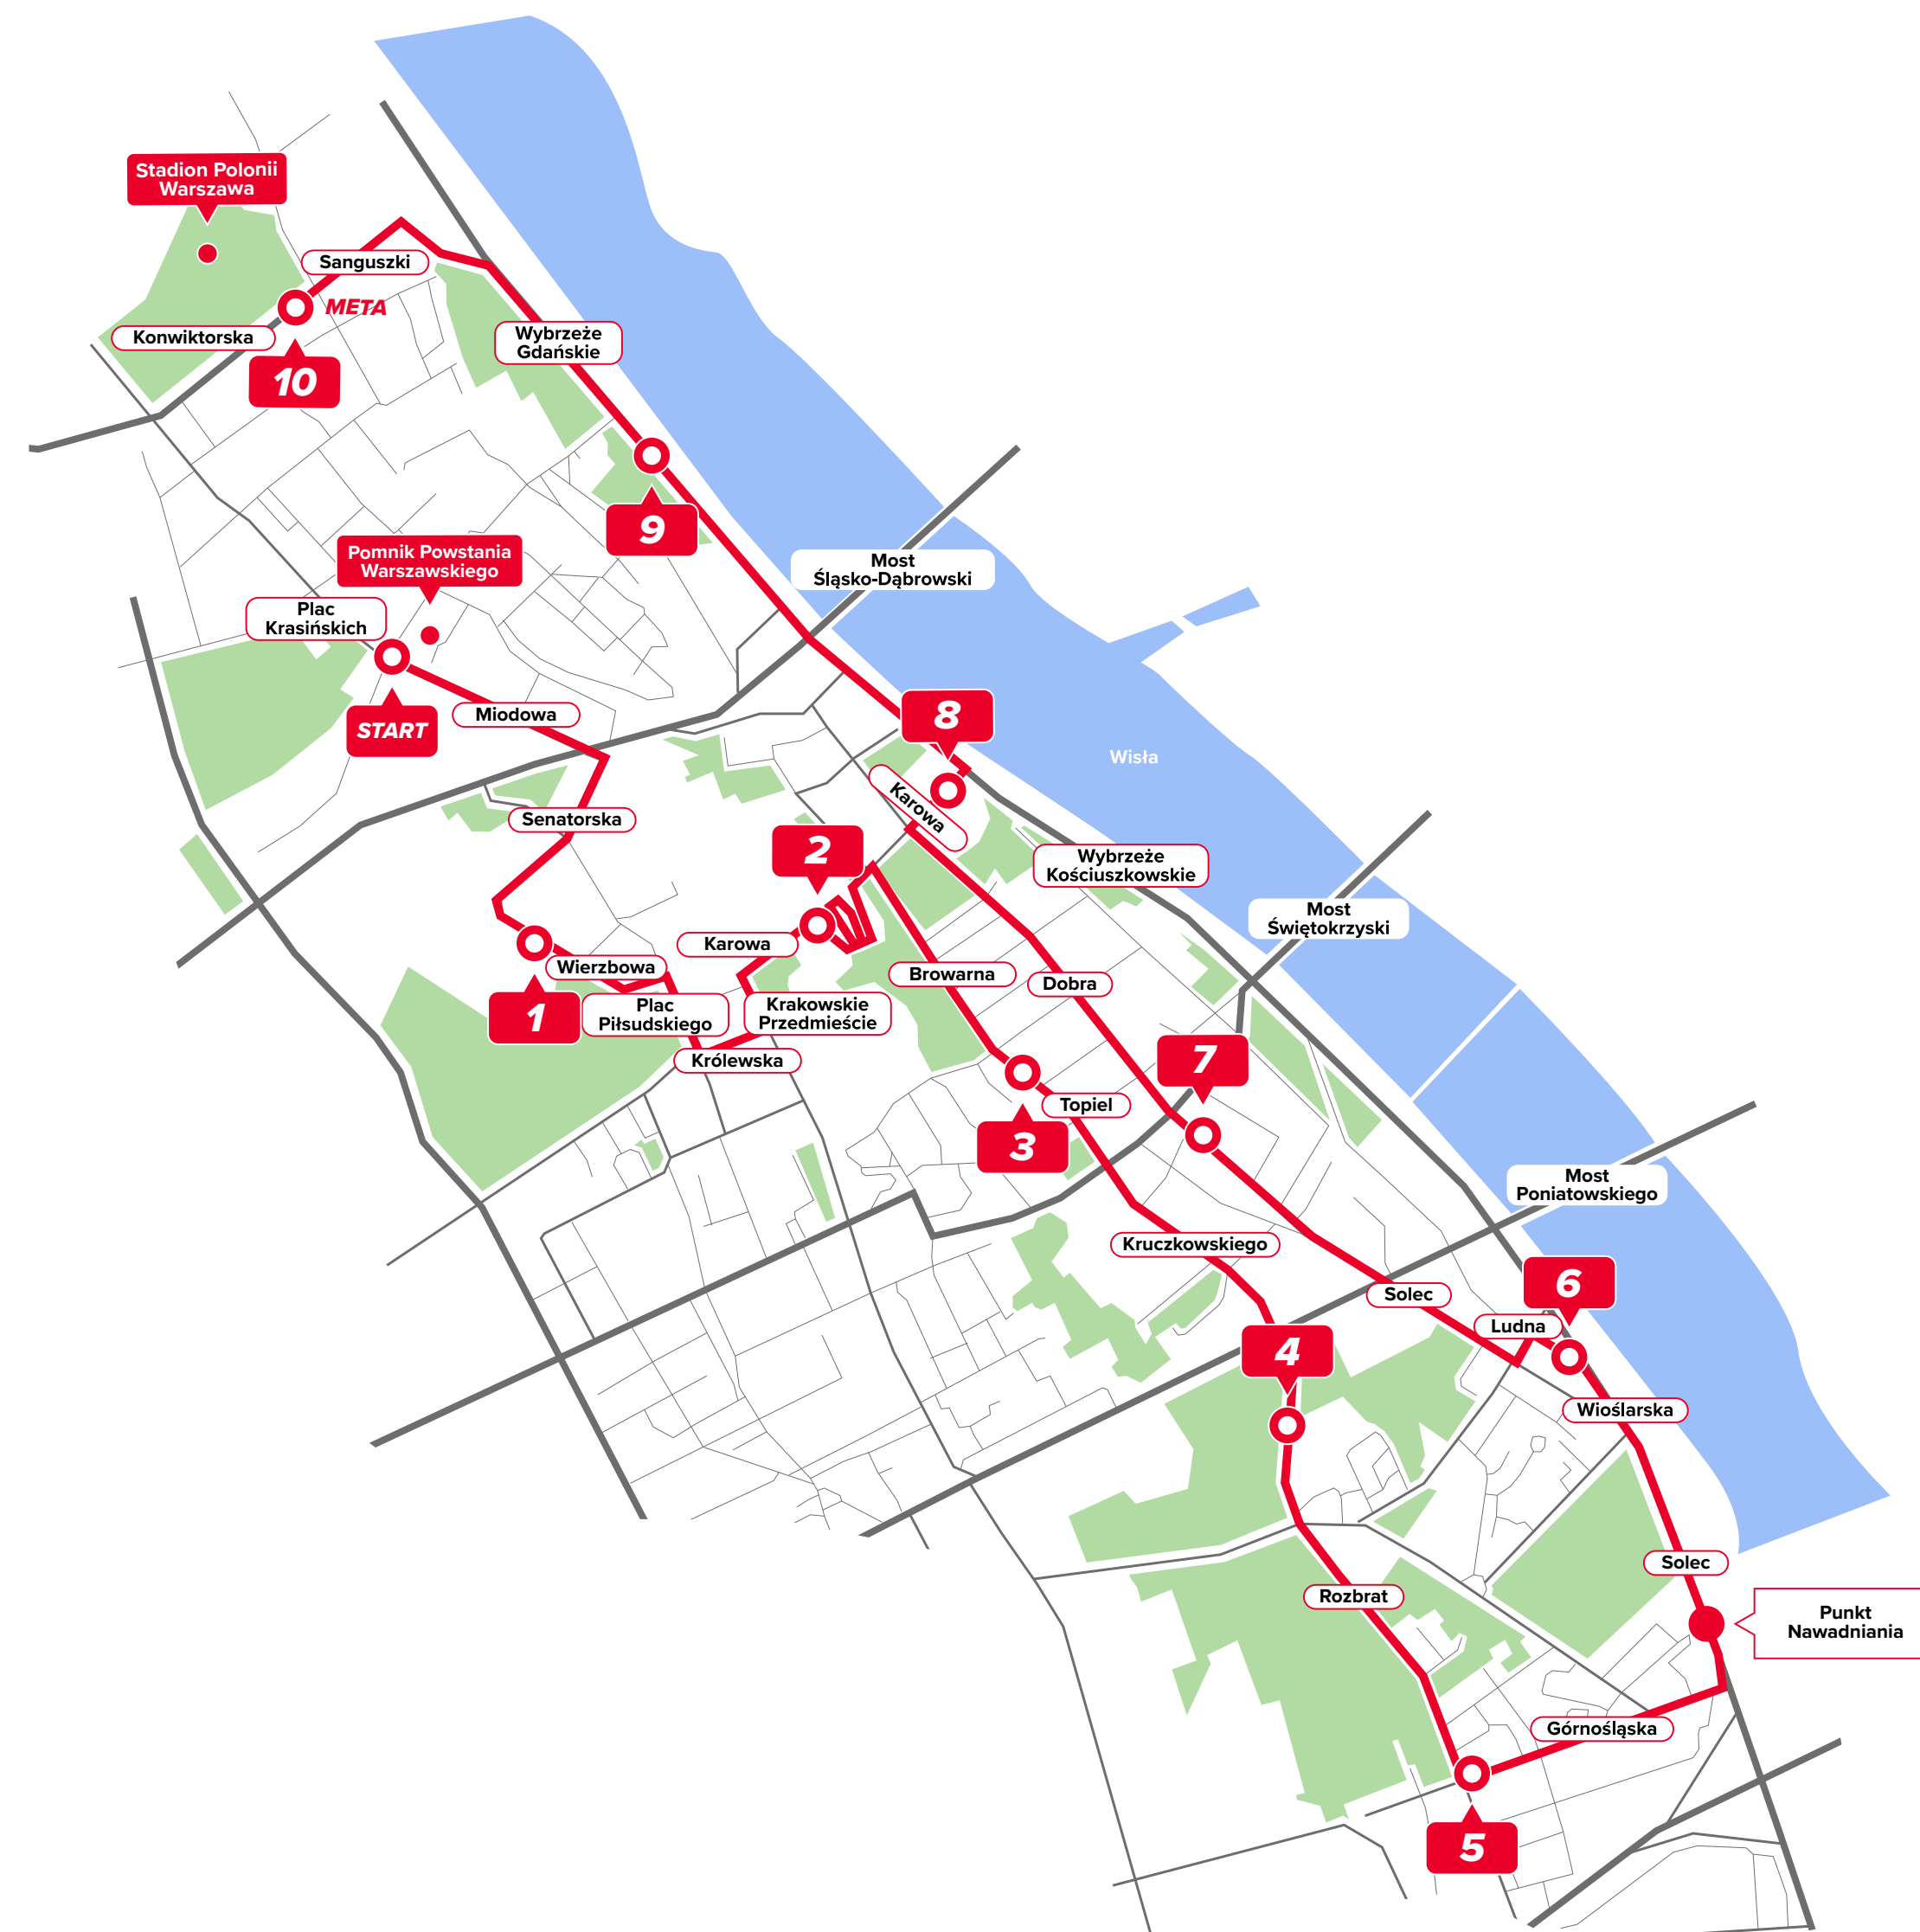 Stadion Polonii
Warszawa
Sanguszki
META
Konwiktorska
10
Wybrzeże
Gdańskie
9
Most
Śląsko-Dąbrowski
Pomnik Powstania
Warszawskiego
Plac
Krasińskich
START
Miodowa
8
Wisła
Karowa
Senatorska
2
Wybrzeże
Kościuszkowskie
Most
Świętokrzyski
Karowa
Wierzbowa
Browarna
Dobra
1
Plac
Piłsudskiego
Krakowskie
Przedmieście
Królewska
7
Topiel
3
Most
Poniatowskiego
Kruczkowskiego
6
Solec
Ludna
4
Wioślarska
Solec
Rozbrat
Punkt
Nawadniania
Górnośląska
5